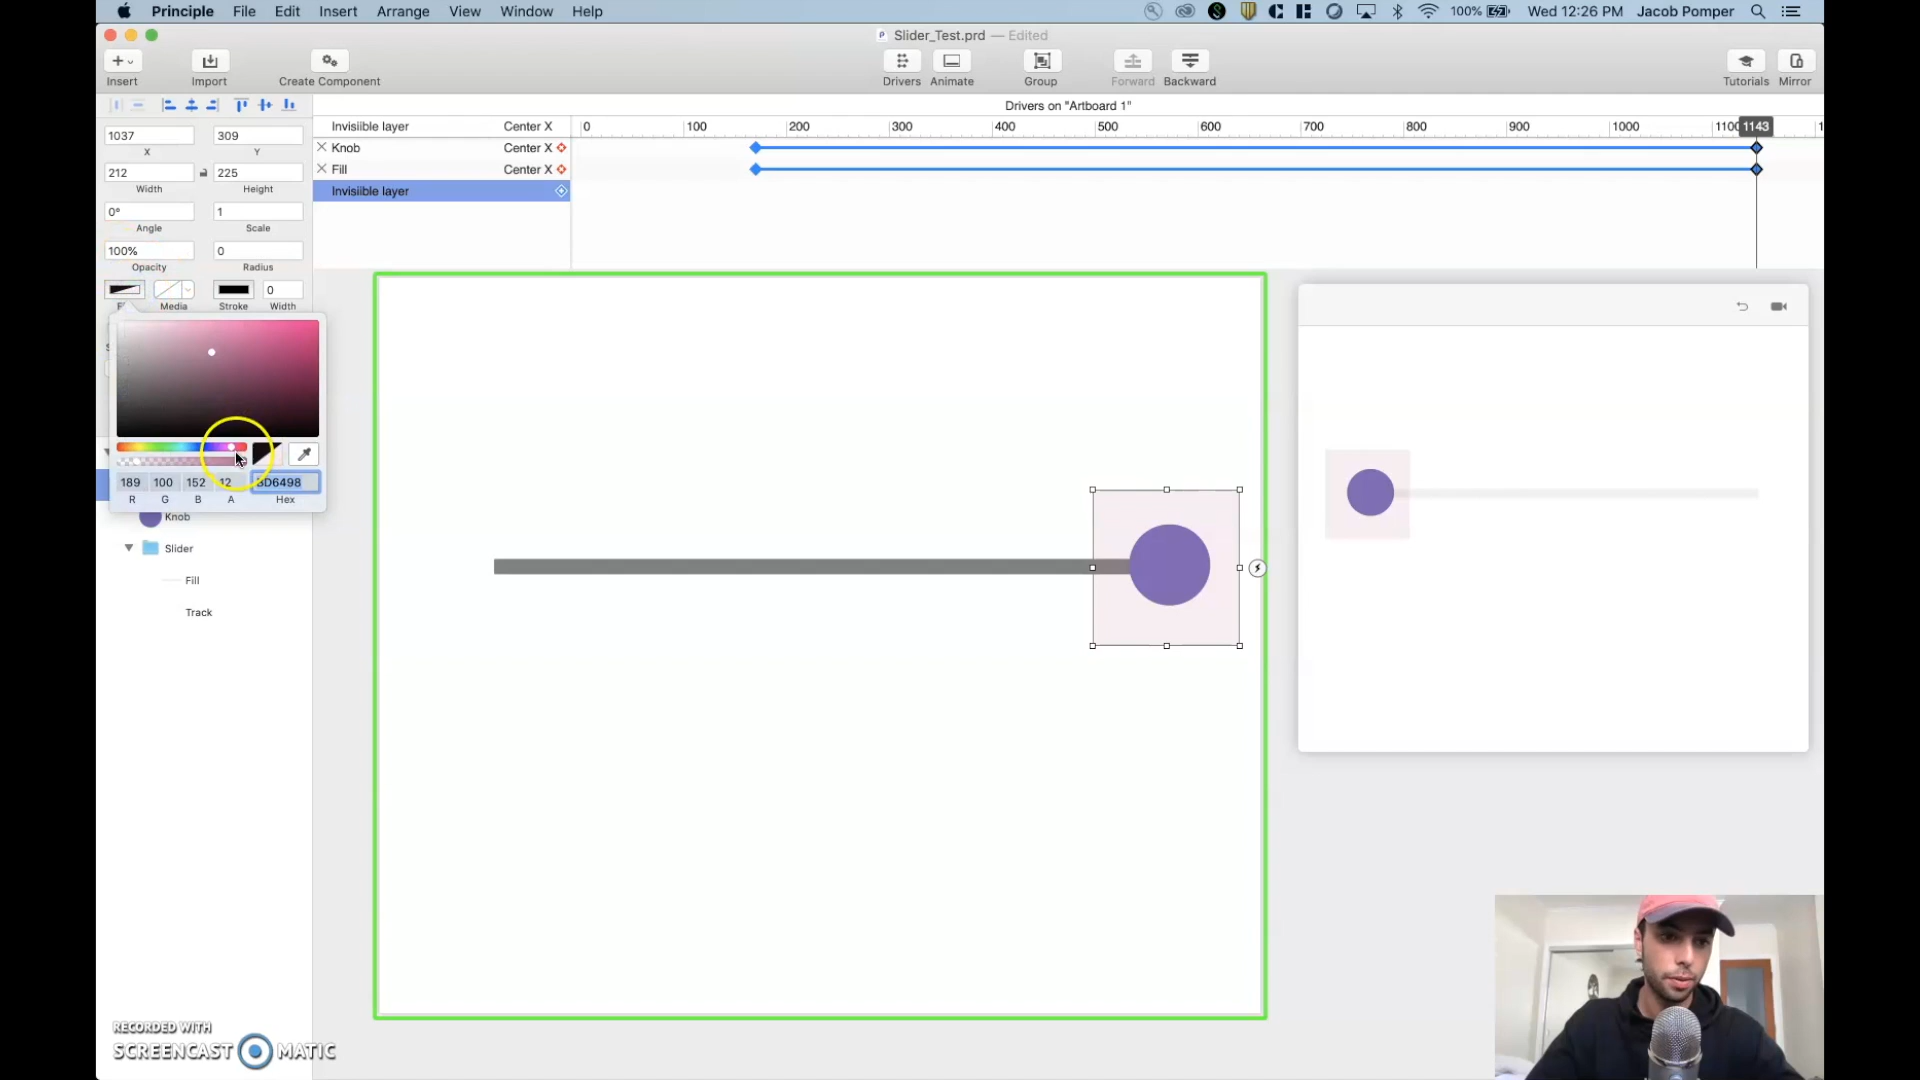 Principle File Edit Insert Arrange View Window Help 100% Wed 12:26 PM Jacob Pomper
Slider_Test.prd — Edited
Insert Import Create Component Drivers Animate Group Forward Backward Tutorials Mirror
Drivers on "Artboard 1"
1037 309
X Y
212 225
Width Height
0° 1
Angle Scale
100% 0
Opacity Radius
0
Media Stroke Width
Invisiible layer Center X 0 100 200 300 400 500 600 700 800 900 1000 1100 1143
Knob Center X
Fill Center X
Invisiible layer
189 100 152 12 BD6498
R G B A Hex
Knob
Slider
Fill
Track
RECORDED WITH
SCREENCAST MATIC